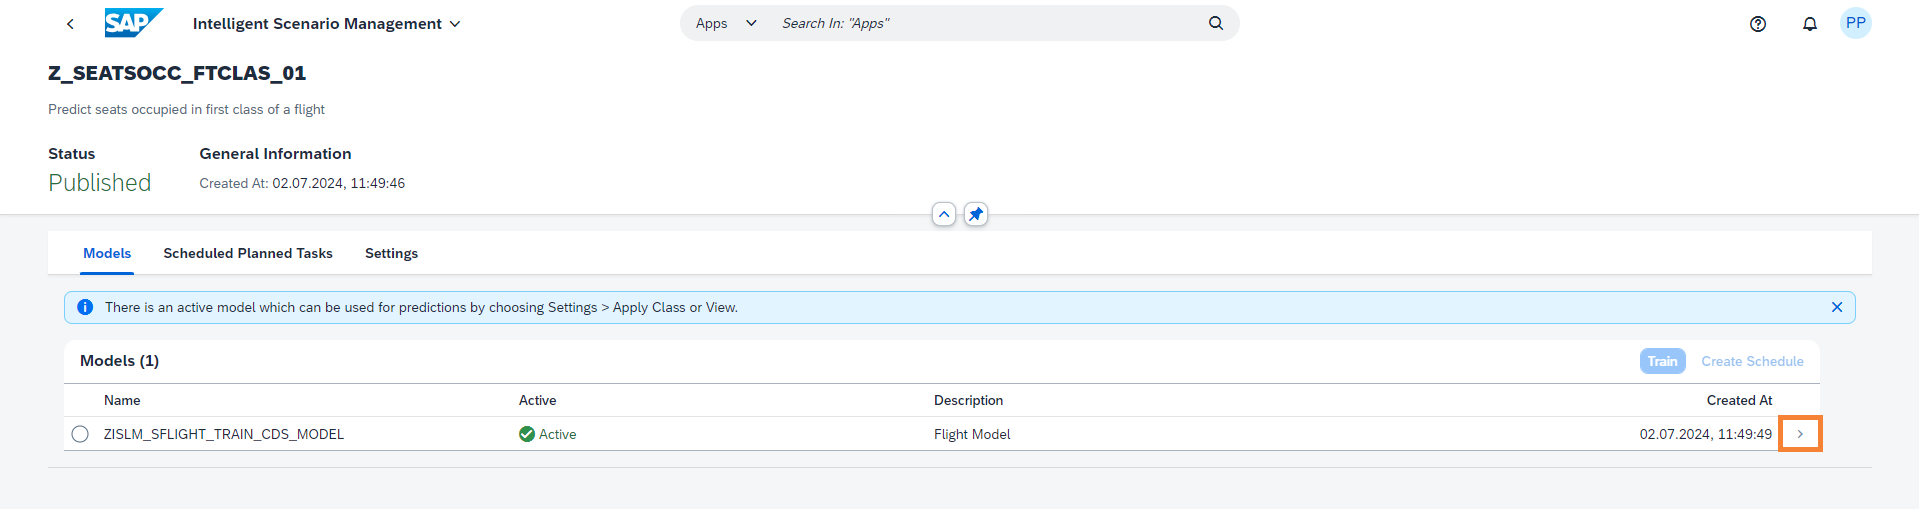 SAP Intelligent Scenario Management Apps Search In: "Apps" PP
Z_SEATSOCC_FTCLAS_01
Predict seats occupied in first class of a flight
Status General Information
Published Created At: 02.07.2024, 11:49:46
Models Scheduled Planned Tasks Settings
There is an active model which can be used for predictions by choosing Settings > Apply Class or View.
Models (1) Train Create Schedule
Name Active Description Created At
ZISLM_SFLIGHT_TRAIN_CDS_MODEL Active Flight Model 02.07.2024, 11:49:49